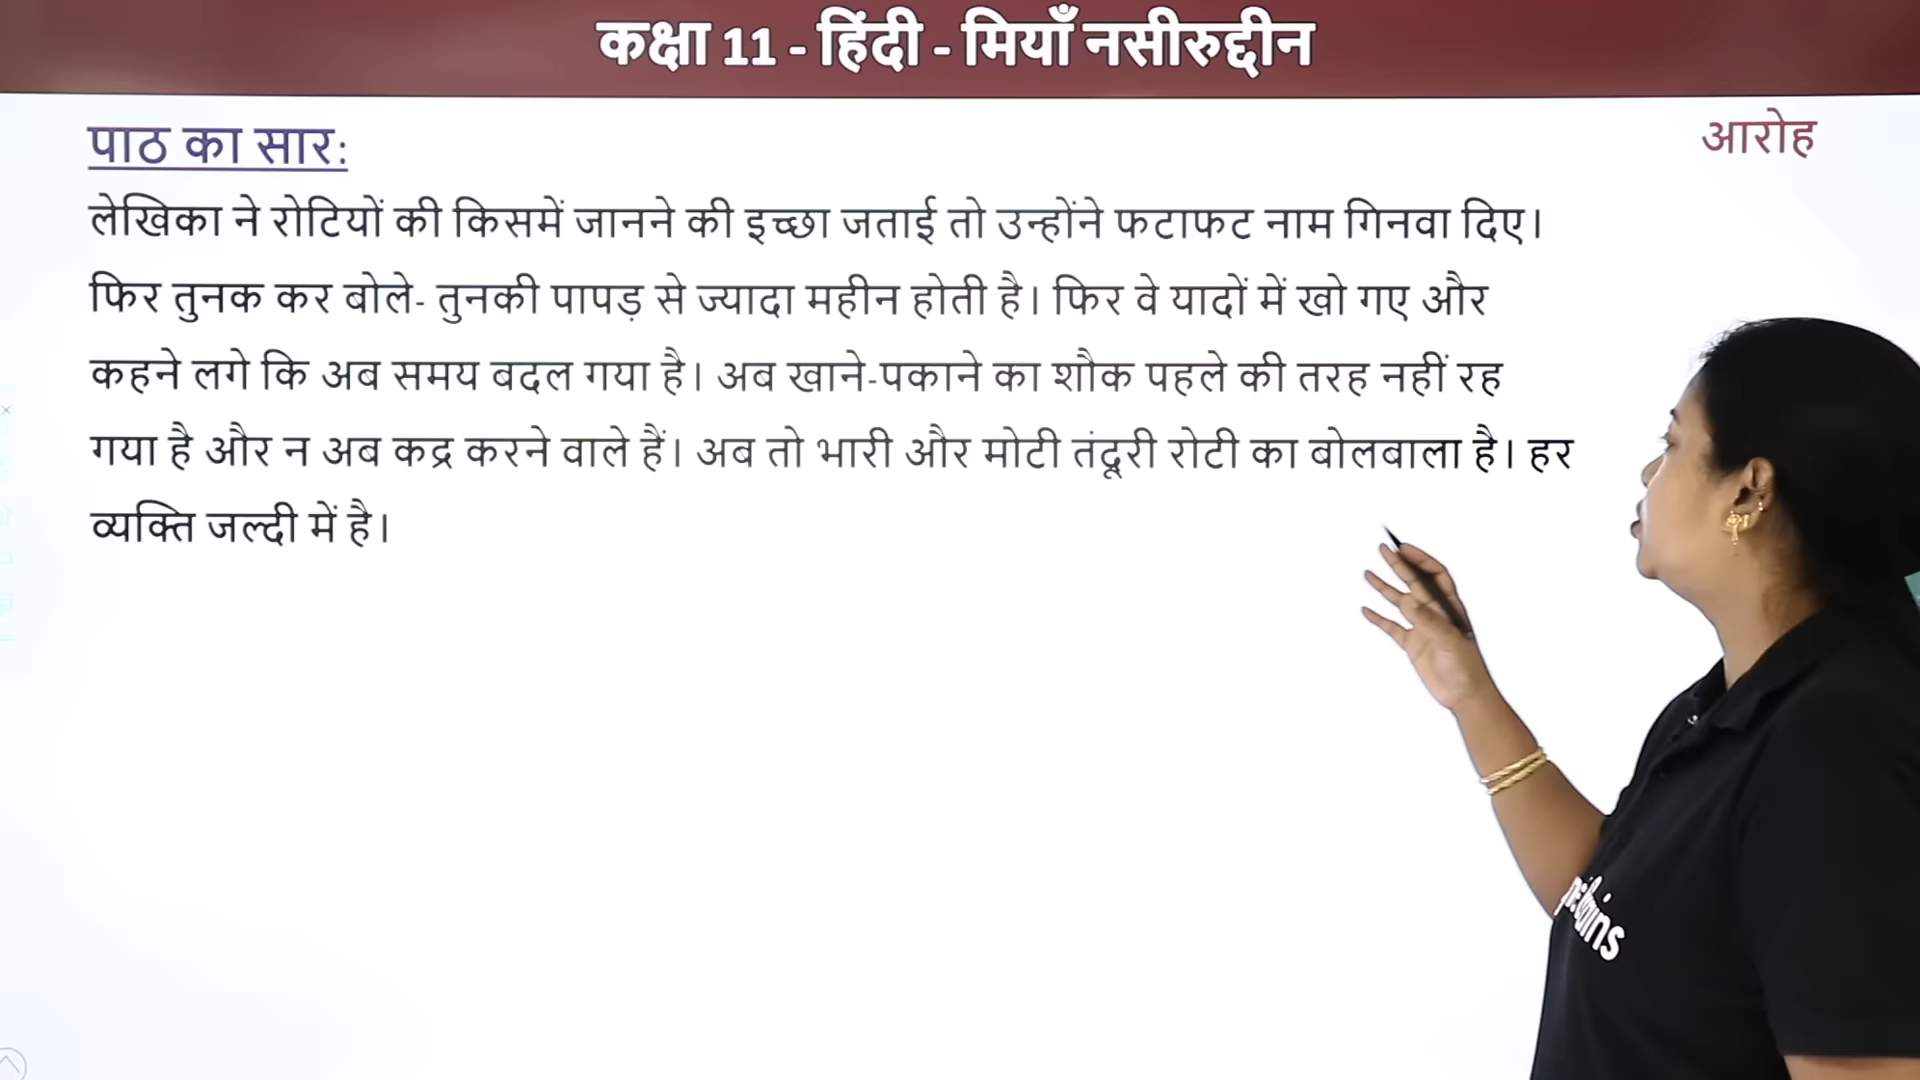 कक्षा 11 - हिंदी - मियाँ नसीरुद्दीन
आरोह
पाठ का सार:
लेखिका ने रोटियों की किसमें जानने की इच्छा जताई तो उन्होंने फटाफट नाम गिनवा दिए।
फिर तुनक कर बोले- तुनकी पापड़ से ज्यादा महीन होती है। फिर वे यादों में खो गए और
कहने लगे कि अब समय बदल गया है। अब खाने-पकाने का शौक पहले की तरह नहीं रह
गया है और न अब कद्र करने वाले हैं। अब तो भारी और मोटी तंदूरी रोटी का बोलबाला है। हर
व्यक्ति जल्दी में है।